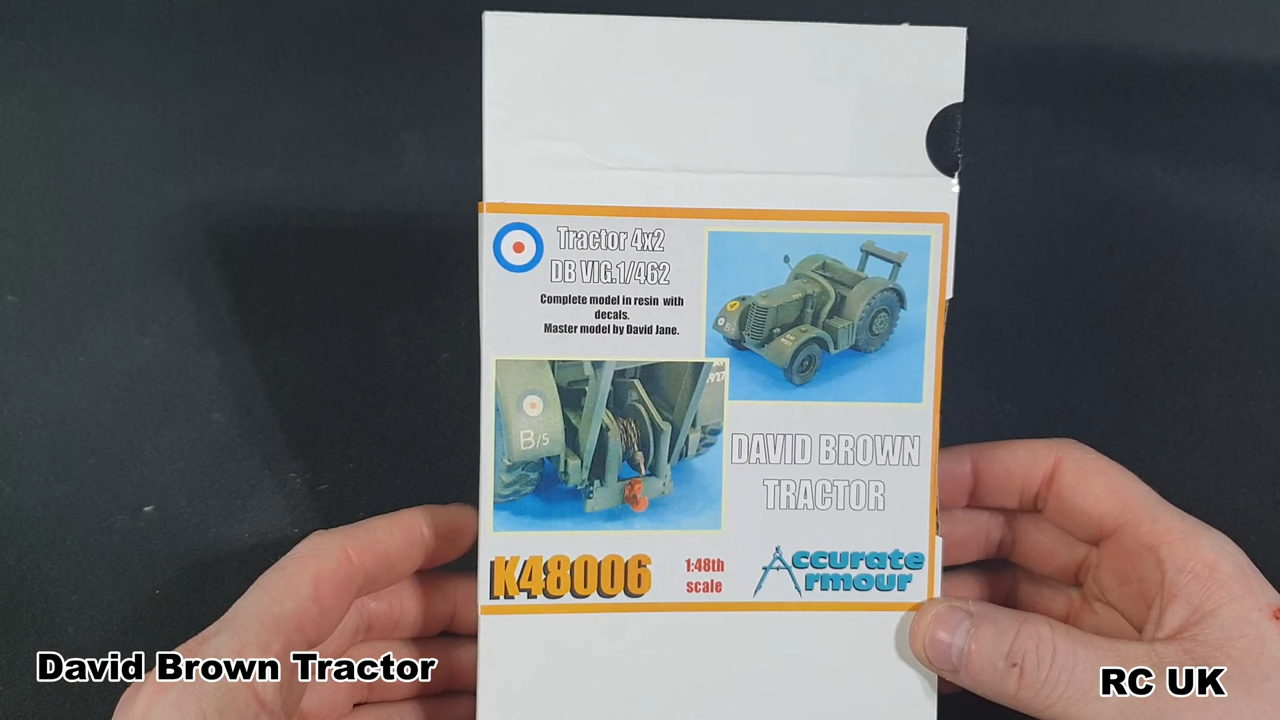 Tractor 4x2
DB VIG.1/462
Complete model in resin with
decals.
Master model by David Jane.
B/5
927
DAVID BROWN
TRACTOR
K48006
1:48th
scale
Accurate
Armour
David Brown Tractor
RC UK